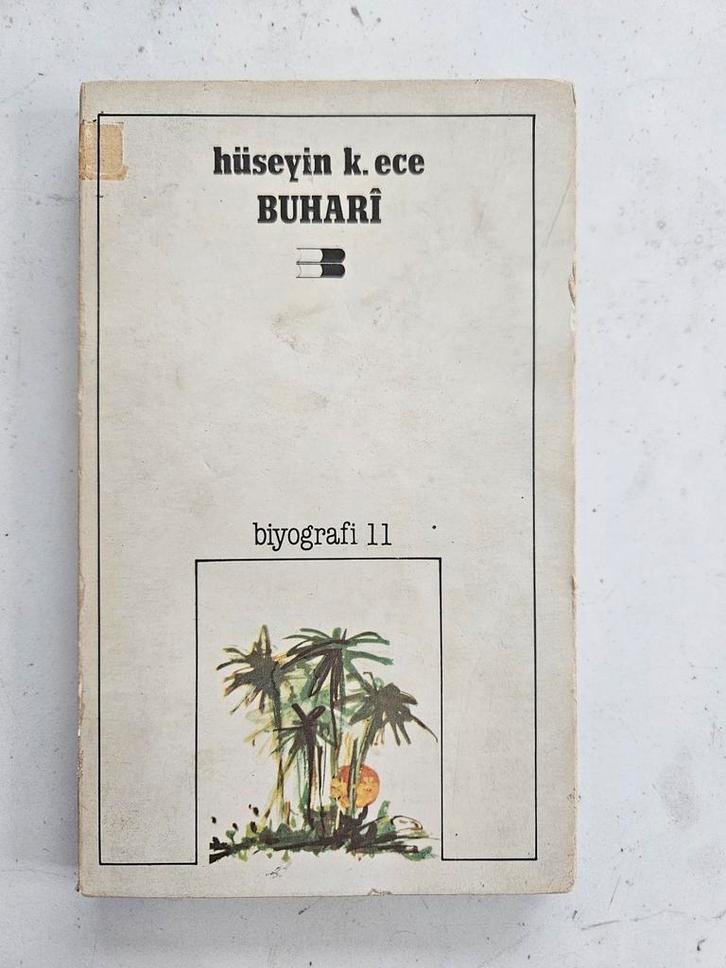 hüseyin k. ece
BUHARÎ
biyografi 11